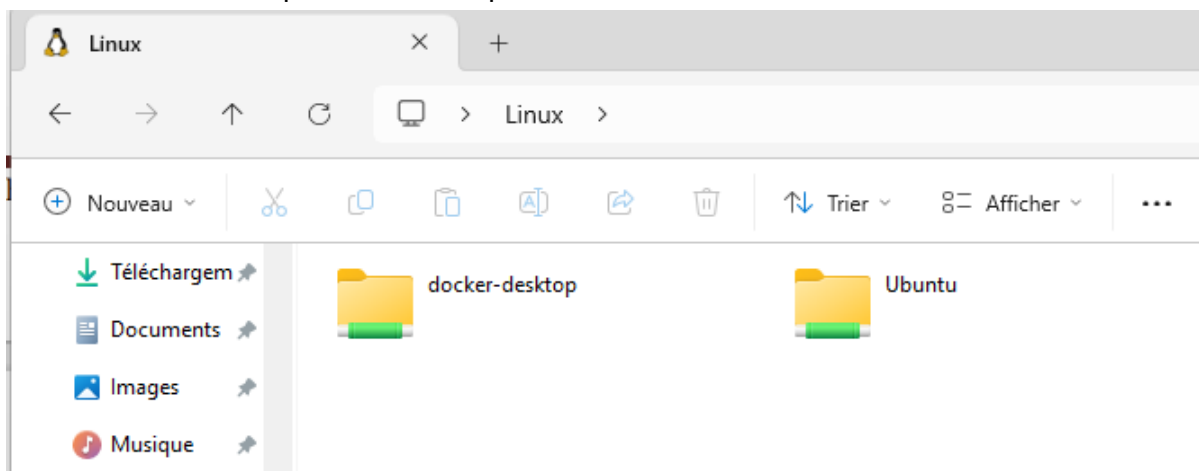 Linux
Linux
Nouveau Trier Afficher
Téléchargem
docker-desktop Ubuntu
Documents
Images
Musique